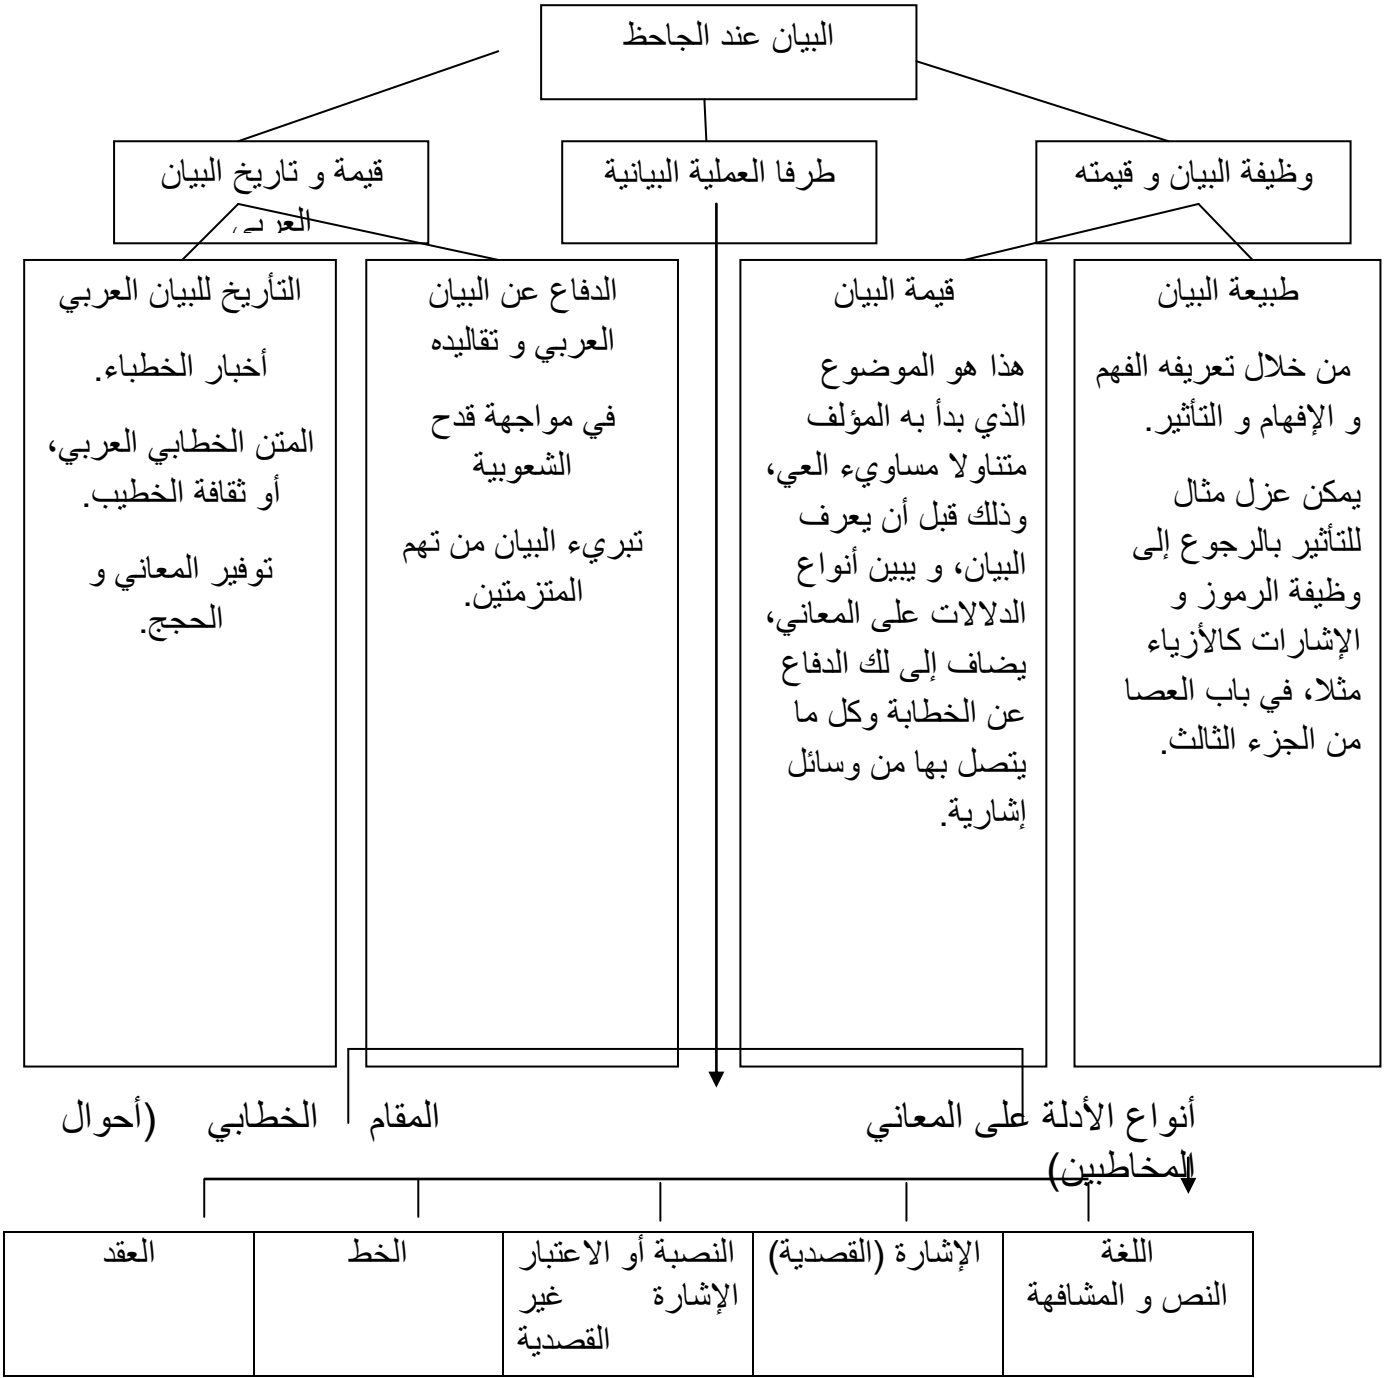 البيان عند الجاحظ
وظيفة البيان و قيمته
طرفا العملية البيانية
قيمة و تاريخ البيان
العربي
طبيعة البيان
من خلال تعريفه الفهم
و الإفهام و التأثير.
يمكن عزل مثال
للتأثير بالرجوع إلى
وظيفة الرموز و
الإشارات كالأزياء
مثلا، في باب العصا
من الجزء الثالث.
قيمة البيان
هذا هو الموضوع
الذي بدأ به المؤلف
متناولا مساويء العي،
وذلك قبل أن يعرف
البيان، و يبين أنواع
الدلالات على المعاني،
يضاف إلى لك الدفاع
عن الخطابة وكل ما
يتصل بها من وسائل
إشارية.
الدفاع عن البيان
العربي و تقاليده
في مواجهة قدح
الشعوبية
تبريء البيان من تهم
المتزمتين.
التأريخ للبيان العربي
أخبار الخطباء.
المتن الخطابي العربي،
أو ثقافة الخطيب.
توفير المعاني و
الحجج.
أنواع الأدلة على المعاني المقام الخطابي (أحوال
المخاطبين)
اللغة
النص و المشافهة
الإشارة (القصدية)
النصبة أو الاعتبار
الإشارة غير
القصدية
الخط
العقد